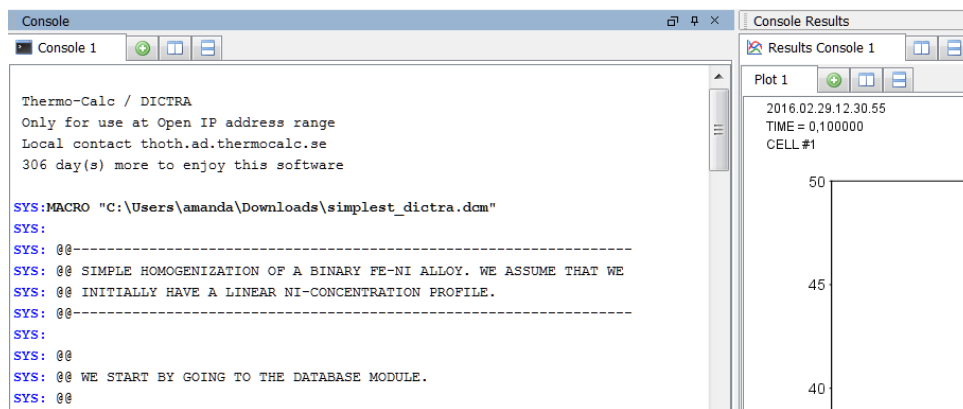 Console
Console 1
Thermo-Calc / DICTRA
Only for use at Open IP address range
Local contact thoth.ad.thermocalc.se
306 day(s) more to enjoy this software
SYS:MACRO "C:\Users\amanda\Downloads\simplest_dictra.dcm"
SYS:
SYS: @@------------------------------------------------------------------
SYS: @@ SIMPLE HOMOGENIZATION OF A BINARY FE-NI ALLOY. WE ASSUME THAT WE
SYS: @@ INITIALLY HAVE A LINEAR NI-CONCENTRATION PROFILE.
SYS: @@------------------------------------------------------------------
SYS:
SYS: @@
SYS: @@ WE START BY GOING TO THE DATABASE MODULE.
SYS: @@
Console Results
Results Console 1
Plot 1
2016.02.29.12.30.55
TIME = 0,100000
CELL #1
50
45
40